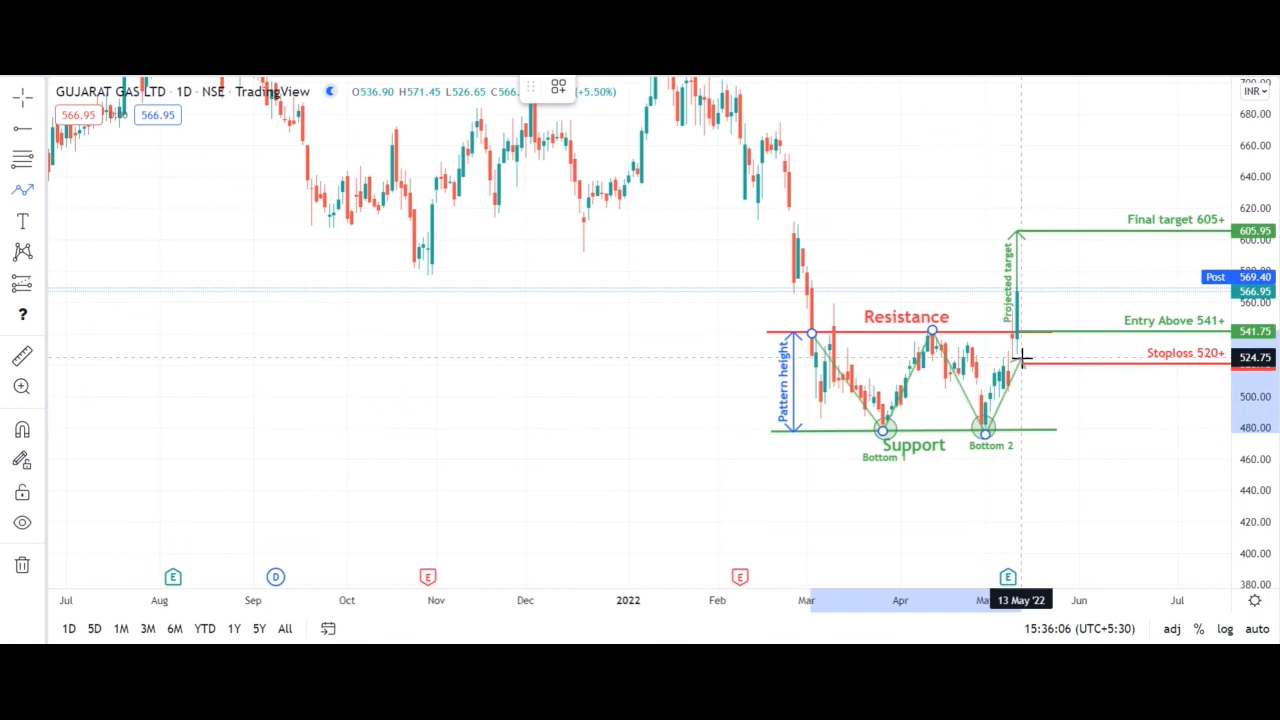 GUJARAT GAS LTD · 1D · NSE · TradingView O536.90 H571.45 L526.65 (+5.50%)
566.95 566.95
INR
680.00
660.00
640.00
620.00
Final target 605+
605.95
600.00
Projected target
Post 569.40
566.95
560.00
Resistance
Entry Above 541+
541.75
Pattern height
Stoploss 520+
524.75
500.00
480.00
Support
Bottom 2
Bottom 1
460.00
440.00
420.00
400.00
380.00
E D E E E
Jul Aug Sep Oct Nov Dec 2022 Feb Mar Apr 13 May '22 Jun Jul
1D 5D 1M 3M 6M YTD 1Y 5Y All 15:36:06 (UTC+5:30) adj % log auto